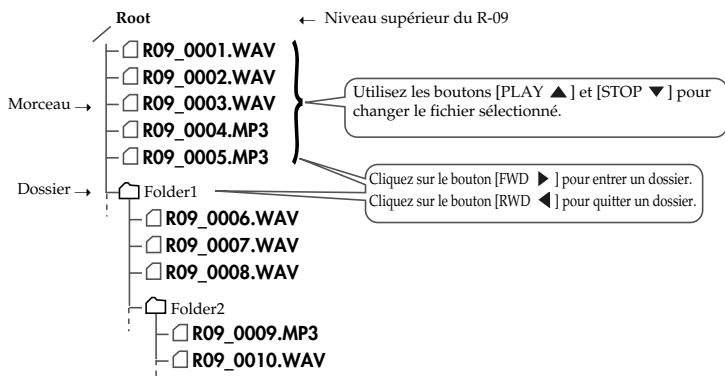 Root
← Niveau supérieur du R-09
R09_0001.WAV
R09_0002.WAV
Morceau → R09_0003.WAV
R09_0004.MP3
R09_0005.MP3
Utilisez les boutons [PLAY ▲ ] et [STOP ▼ ] pour
changer le fichier sélectionné.
Cliquez sur le bouton [FWD ▶ ] pour entrer un dossier.
Cliquez sur le bouton [RWD ◀ ] pour quitter un dossier.
Dossier → Folder1
R09_0006.WAV
R09_0007.WAV
R09_0008.WAV
Folder2
R09_0009.MP3
R09_0010.WAV